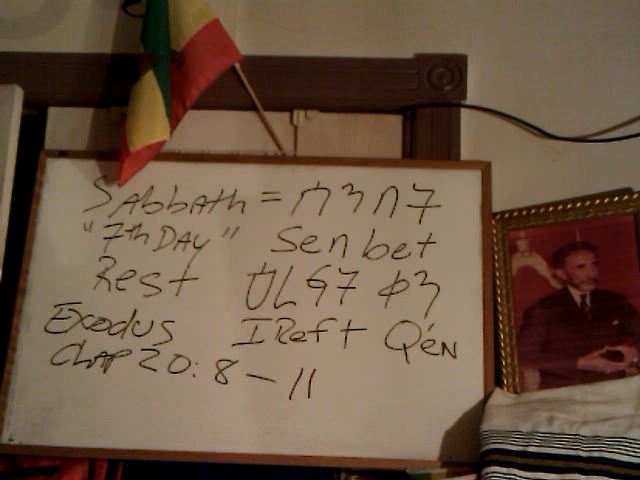 Sabbath = ሰንበት
"7th DAY" Senbet
Rest ዕረፍት ቀን
Exodus IReft Qén
CHAP 20:8-11